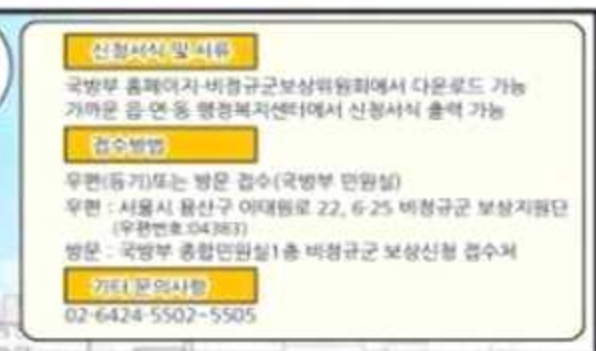 신청서식 및 서류
국방부 홈페이지-비정규군보상위원회에서 다운로드 가능
가까운 읍·면·동 행정복지센터에서 신청서식 출력 가능
접수방법
우편(등기)또는 방문 접수(국방부 민원실)
우편 : 서울시 용산구 이태원로 22, 6·25 비정규군 보상지원단
(우편번호:04383)
방문 : 국방부 종합민원실1층 비정규군 보상신청 접수처
기타 문의사항
02-6424-5502~5505